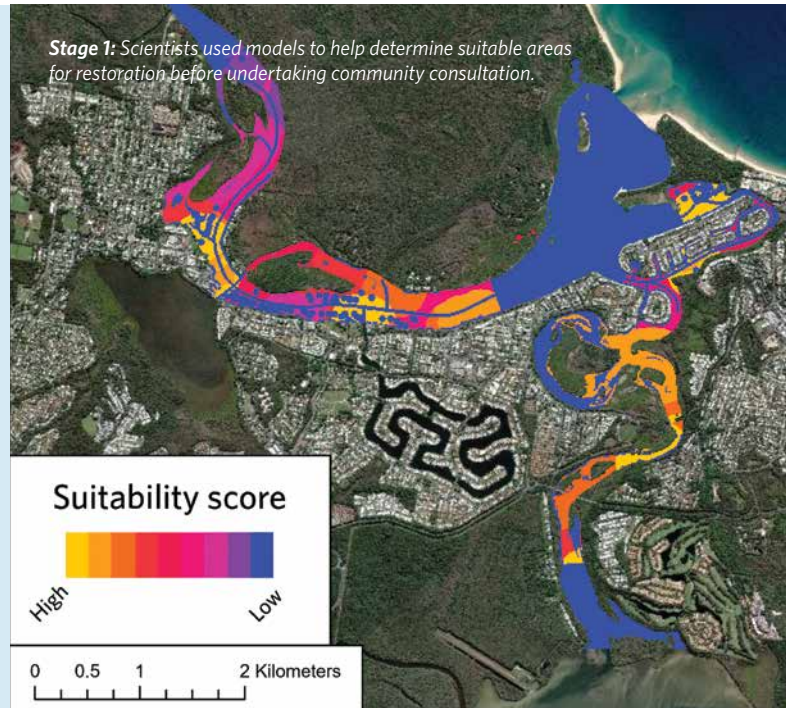 Stage 1: Scientists used models to help determine suitable areas
for restoration before undertaking community consultation.
Suitability score
High
Low
0 0.5 1 2 Kilometers